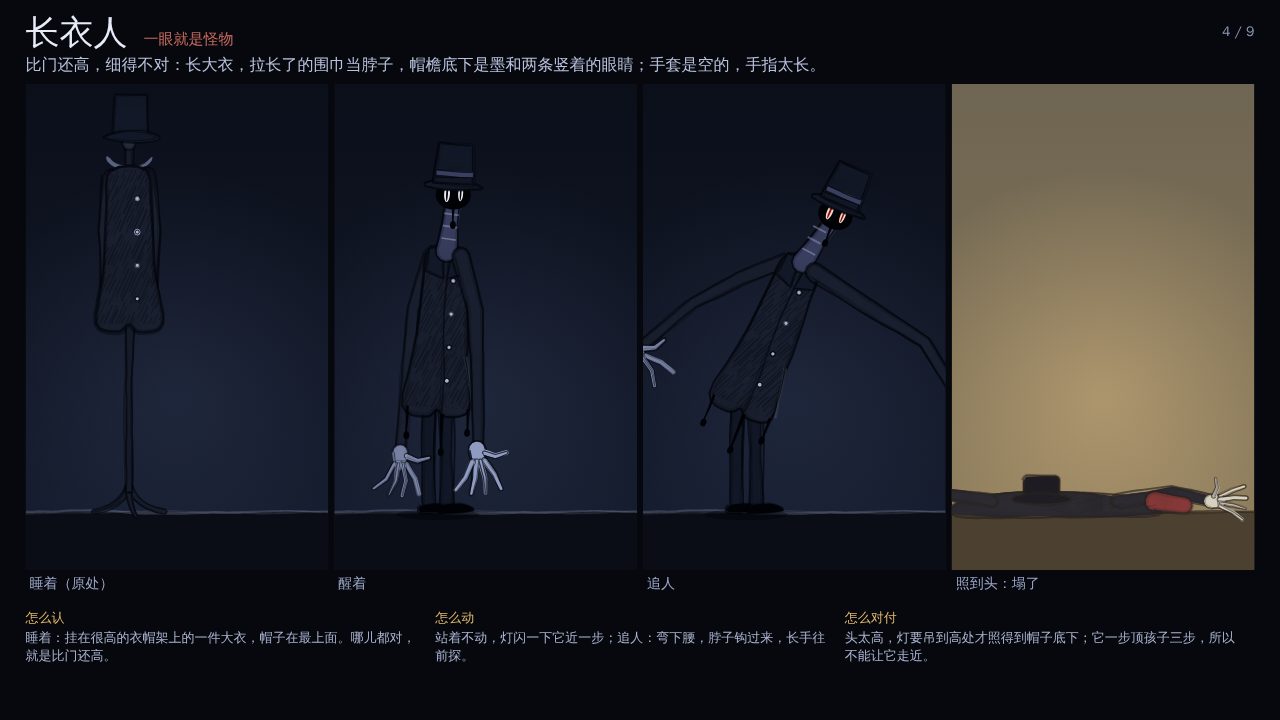 长衣人 一眼就是怪物
4 / 9
比门还高，细得不对：长大衣，拉长了的围巾当脖子，帽檐底下是墨和两条竖着的眼睛；手套是空的，手指太长。
睡着（原处）
醒着
追人
照到头：塌了
怎么认
睡着：挂在很高的衣帽架上的一件大衣，帽子在最上面。哪儿都对，
就是比门还高。
怎么动
站着不动，灯闪一下它近一步；追人：弯下腰，脖子钩过来，长手往
前探。
怎么对付
头太高，灯要吊到高处才照得到帽子底下；它一步顶孩子三步，所以
不能让它走近。